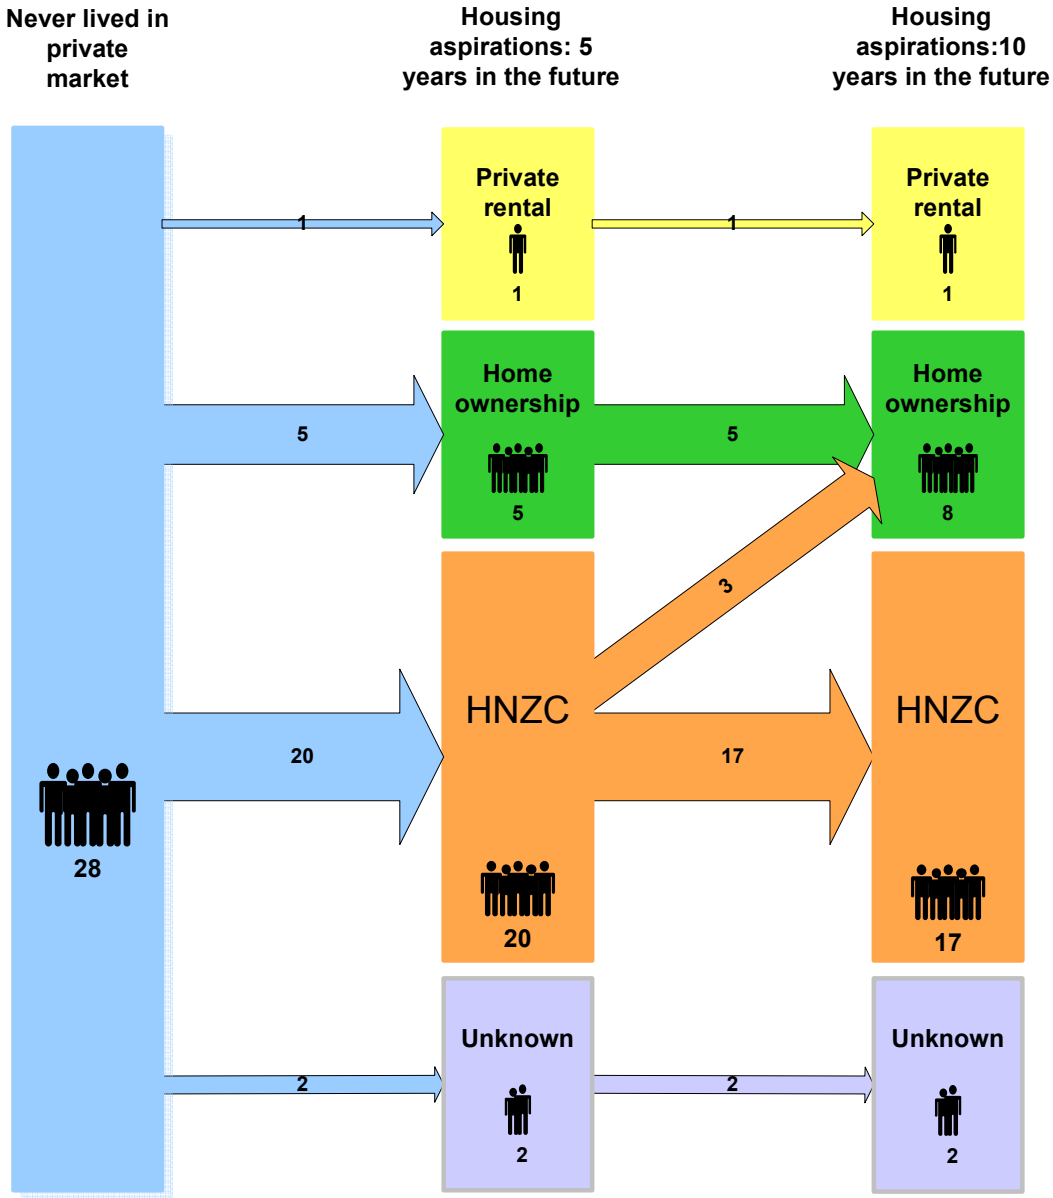 Never lived in
private
market
Housing
aspirations: 5
years in the future
Housing
aspirations:10
years in the future
Private
rental
1
Private
rental
1
1
1
Home
ownership
5
Home
ownership
8
5
5
3
HNZC
20
HNZC
17
20
17
28
Unknown
2
Unknown
2
2
2